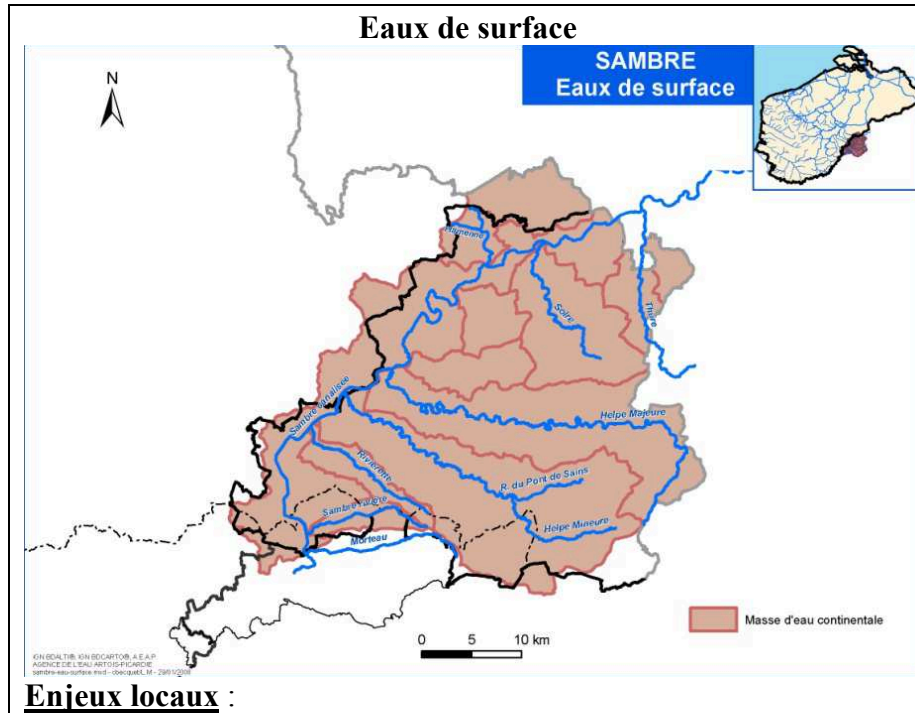 Eaux de surface
SAMBRE
Eaux de surface
N
Hamenne
Solre
Thure
Sambre canalisée
Helpe Majeure
Riviérette
R. du Pont de Sains
Sambre rivière
Helpe Mineure
Morteau
Masse d'eau continentale
0 5 10 km
IGN BDALTI®, IGN BDCARTO®, A.E.A.P
AGENCE DE L'EAU ARTOIS-PICARDIE
Enjeux locaux :